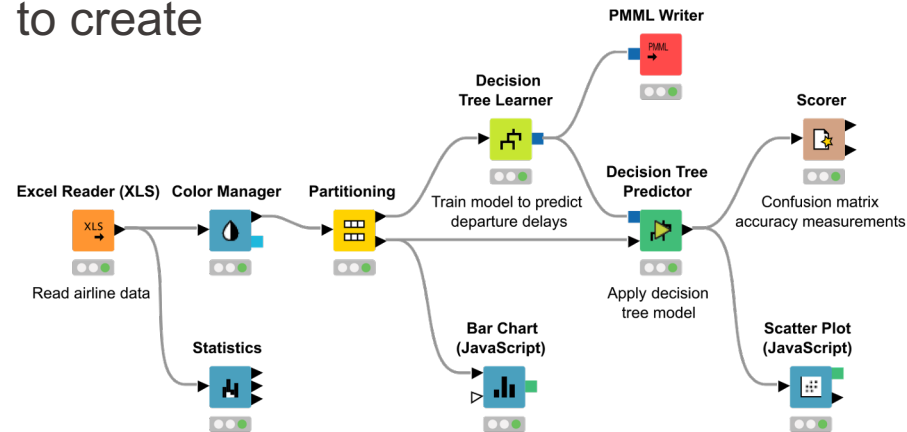 to create
PMML Writer
PMML
Decision
Tree Learner
Scorer
Excel Reader (XLS)
Color Manager
Partitioning
Train model to predict
departure delays
Decision Tree
Predictor
Confusion matrix
accuracy measurements
XLS
Read airline data
Apply decision
tree model
Statistics
Bar Chart
(JavaScript)
Scatter Plot
(JavaScript)